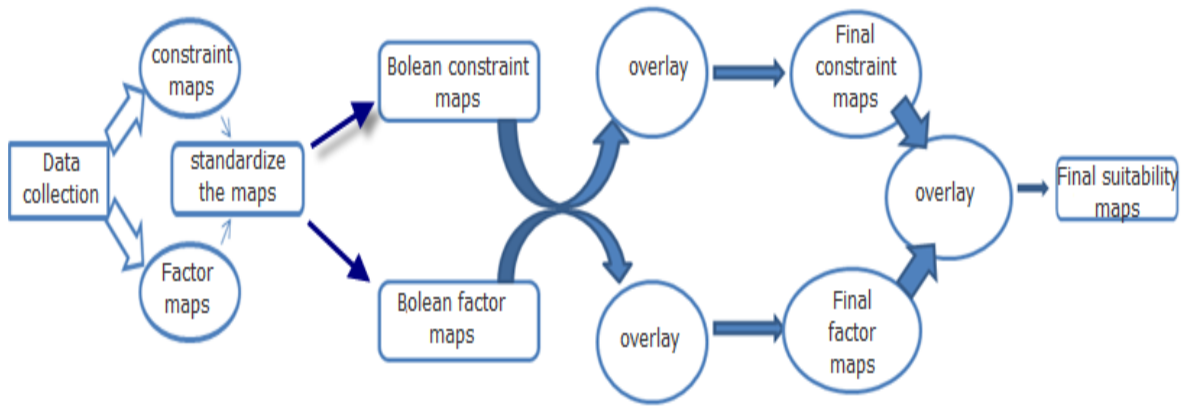 Data
collection
constraint
maps
Factor
maps
standardize
the maps
Bolean constraint
maps
Bolean factor
maps
overlay
overlay
Final
constraint
maps
Final
factor
maps
overlay
Final suitability
maps